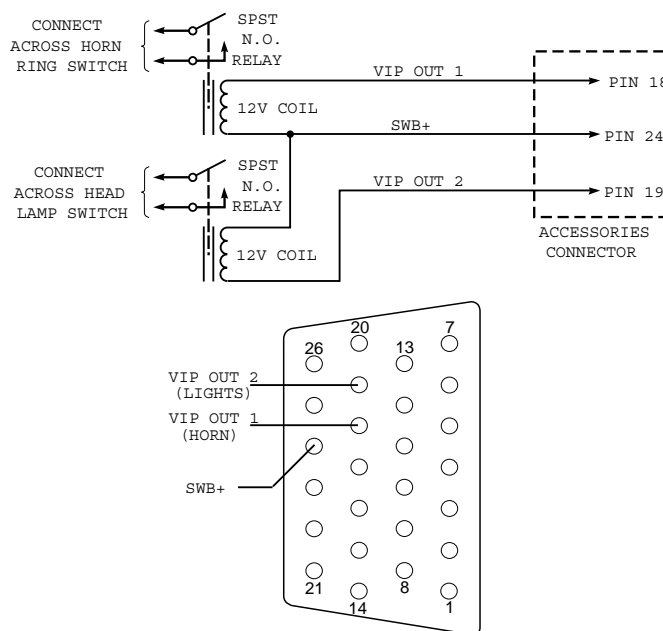 CONNECT
ACROSS HORN
RING SWITCH
SPST
N.O.
RELAY
12V COIL
VIP OUT 1
PIN 18
SWB+
PIN 24
CONNECT
ACROSS HEAD
LAMP SWITCH
SPST
N.O.
RELAY
12V COIL
VIP OUT 2
PIN 19
ACCESSORIES
CONNECTOR
20
7
26
13
VIP OUT 2
(LIGHTS)
VIP OUT 1
(HORN)
SWB+
21
8
14
1